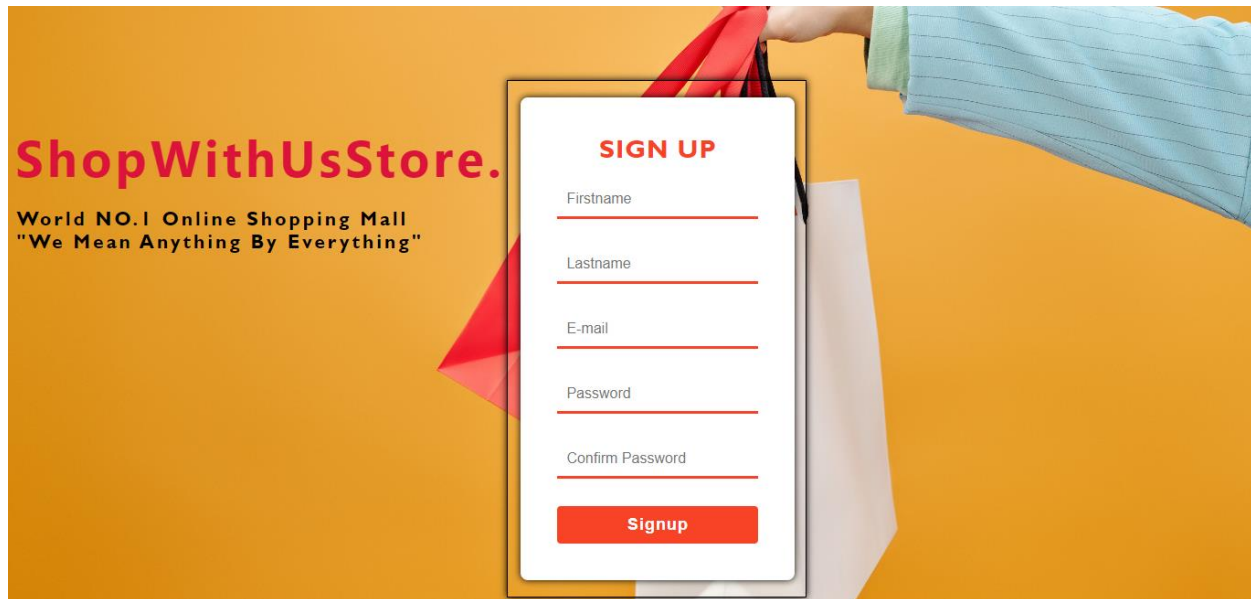 ShopWithUsStore.
World NO.1 Online Shopping Mall
"We Mean Anything By Everything"
SIGN UP
Firstname
Lastname
E-mail
Password
Confirm Password
Signup